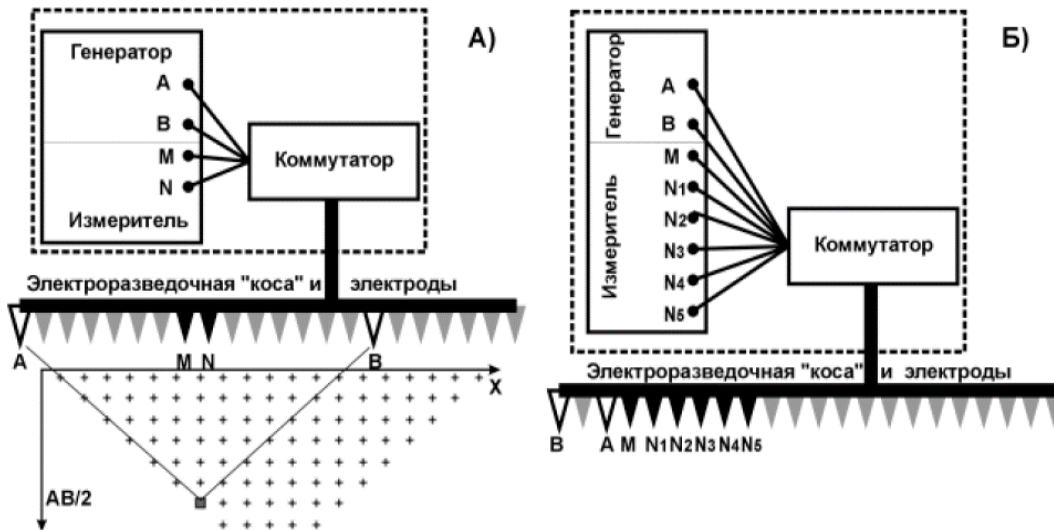 А)
Генератор
A
B
M
N
Измеритель
Коммутатор
Электроразведочная "коса" и электроды
A
M N
B
X
AB/2
Б)
Генератор
A
B
Измеритель
M
N1
N2
N3
N4
N5
Коммутатор
Электроразведочная "коса" и электроды
B
A M N1 N2 N3 N4 N5